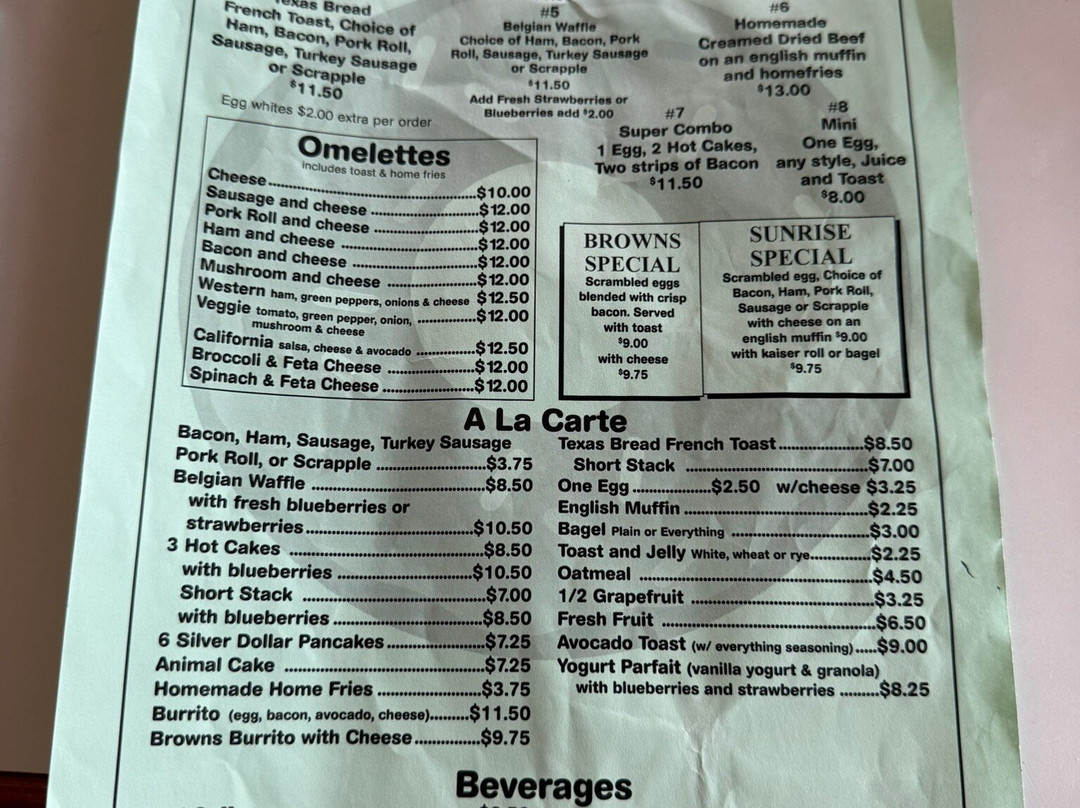 Texas Bread
French Toast, Choice of
Ham, Bacon, Pork Roll,
Sausage, Turkey Sausage
or Scrapple
$11.50
Egg whites $2.00 extra per order
#5
Belgian Waffle
Choice of Ham, Bacon, Pork
Roll, Sausage, Turkey Sausage
or Scrapple
$11.50
Add Fresh Strawberries or
Blueberries add $2.00
#6
Homemade
Creamed Dried Beef
on an english muffin
and homefries
$13.00
#7
Super Combo
1 Egg, 2 Hot Cakes,
Two strips of Bacon
$11.50
#8
Mini
One Egg,
any style, Juice
and Toast
$8.00
Omelettes
includes toast & home fries
Cheese $10.00
Sausage and cheese $12.00
Pork Roll and cheese $12.00
Ham and cheese $12.00
Bacon and cheese $12.00
Mushroom and cheese $12.00
Western ham, green peppers, onions & cheese $12.50
Veggie tomato, green pepper, onion, $12.00
mushroom & cheese
California salsa, cheese & avocado $12.50
Broccoli & Feta Cheese $12.00
Spinach & Feta Cheese $12.00
BROWNS
SPECIAL
Scrambled eggs
blended with crisp
bacon. Served
with toast
$9.00
with cheese
$9.75
SUNRISE
SPECIAL
Scrambled egg, Choice of
Bacon, Ham, Pork Roll,
Sausage or Scrapple
with cheese on an
english muffin $9.00
with kaiser roll or bagel
$9.75
A La Carte
Bacon, Ham, Sausage, Turkey Sausage
Pork Roll, or Scrapple $3.75
Belgian Waffle $8.50
with fresh blueberries or
strawberries $10.50
3 Hot Cakes $8.50
with blueberries $10.50
Short Stack $7.00
with blueberries $8.50
6 Silver Dollar Pancakes $7.25
Animal Cake $7.25
Homemade Home Fries $3.75
Burrito (egg, bacon, avocado, cheese) $11.50
Browns Burrito with Cheese $9.75
Texas Bread French Toast $8.50
Short Stack $7.00
One Egg $2.50 w/cheese $3.25
English Muffin $2.25
Bagel Plain or Everything $3.00
Toast and Jelly White, wheat or rye $2.25
Oatmeal $4.50
1/2 Grapefruit $3.25
Fresh Fruit $6.50
Avocado Toast (w/ everything seasoning) $9.00
Yogurt Parfait (vanilla yogurt & granola)
with blueberries and strawberries $8.25
Beverages